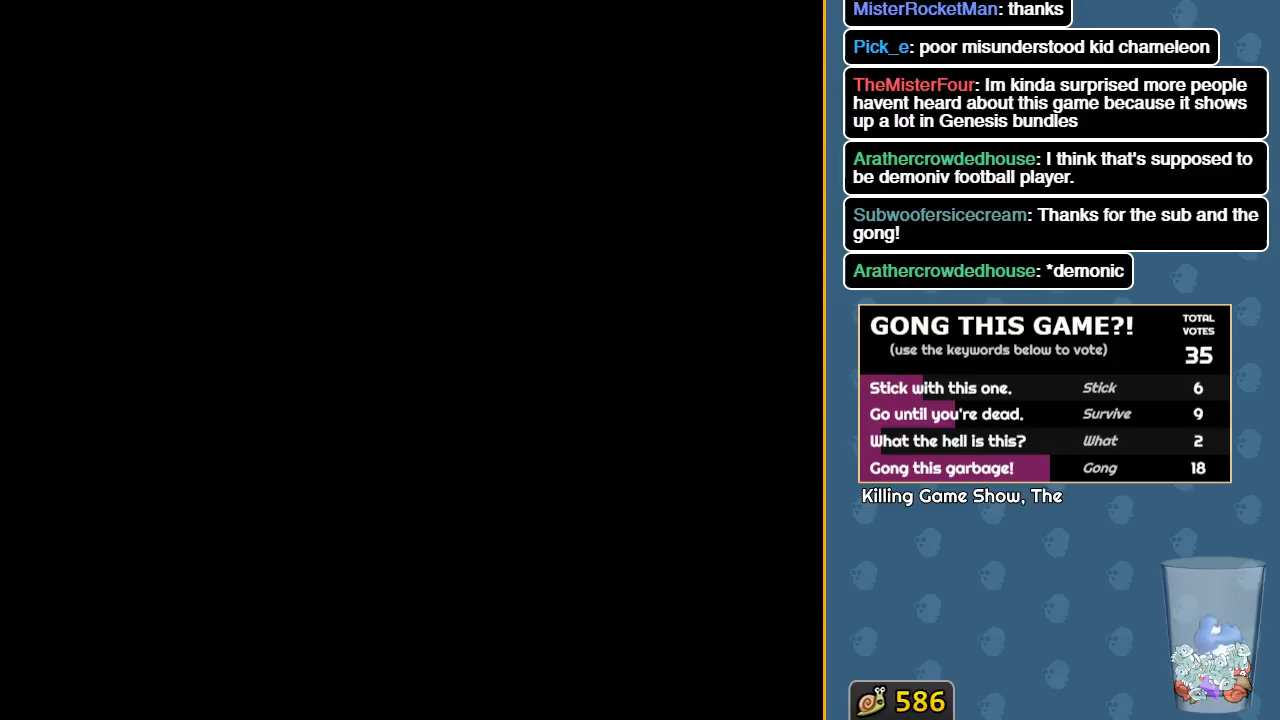 MisterRocketMan: thanks
Pick_e: poor misunderstood kid chameleon
TheMisterFour: Im kinda surprised more people
havent heard about this game because it shows
up a lot in Genesis bundles
Arathercrowdedhouse: I think that's supposed to
be demoniv football player.
Subwoofersicecream: Thanks for the sub and the
gong!
Arathercrowdedhouse: *demonic
GONG THIS GAME?! TOTAL
VOTES
(use the keywords below to vote) 35
Stick with this one. Stick 6
Go until you're dead. Survive 9
What the hell is this? What 2
Gong this garbage! Gong 18
Killing Game Show, The
586